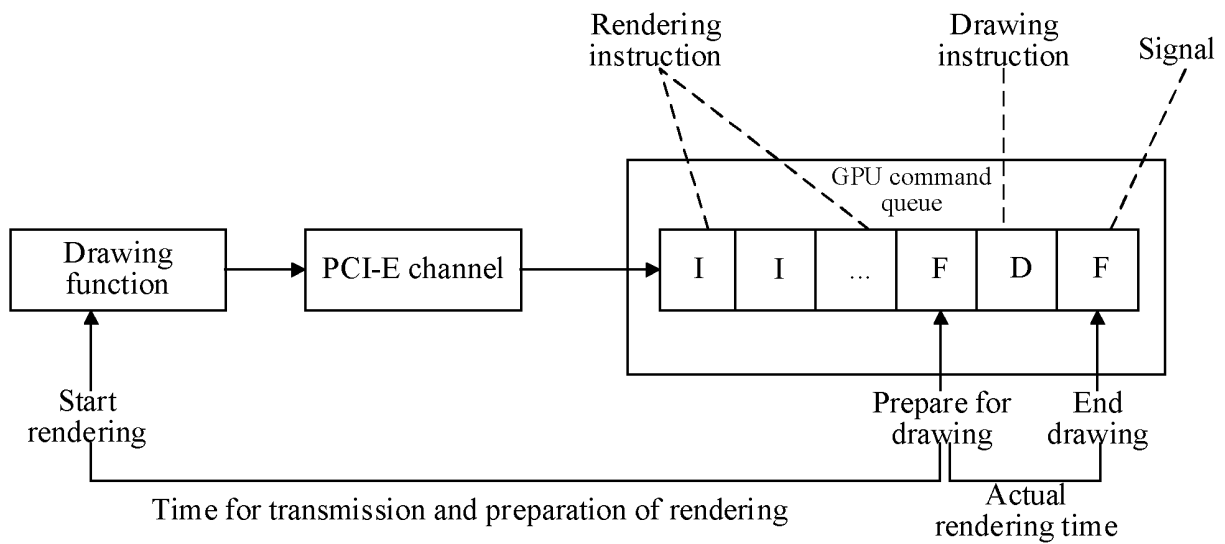 Rendering
instruction
Drawing
instruction
Signal
GPU command
queue
Drawing
function
PCI-E channel
I
I
...
F
D
F
Start
rendering
Prepare for
drawing
End
drawing
Time for transmission and preparation of rendering
Actual
rendering time